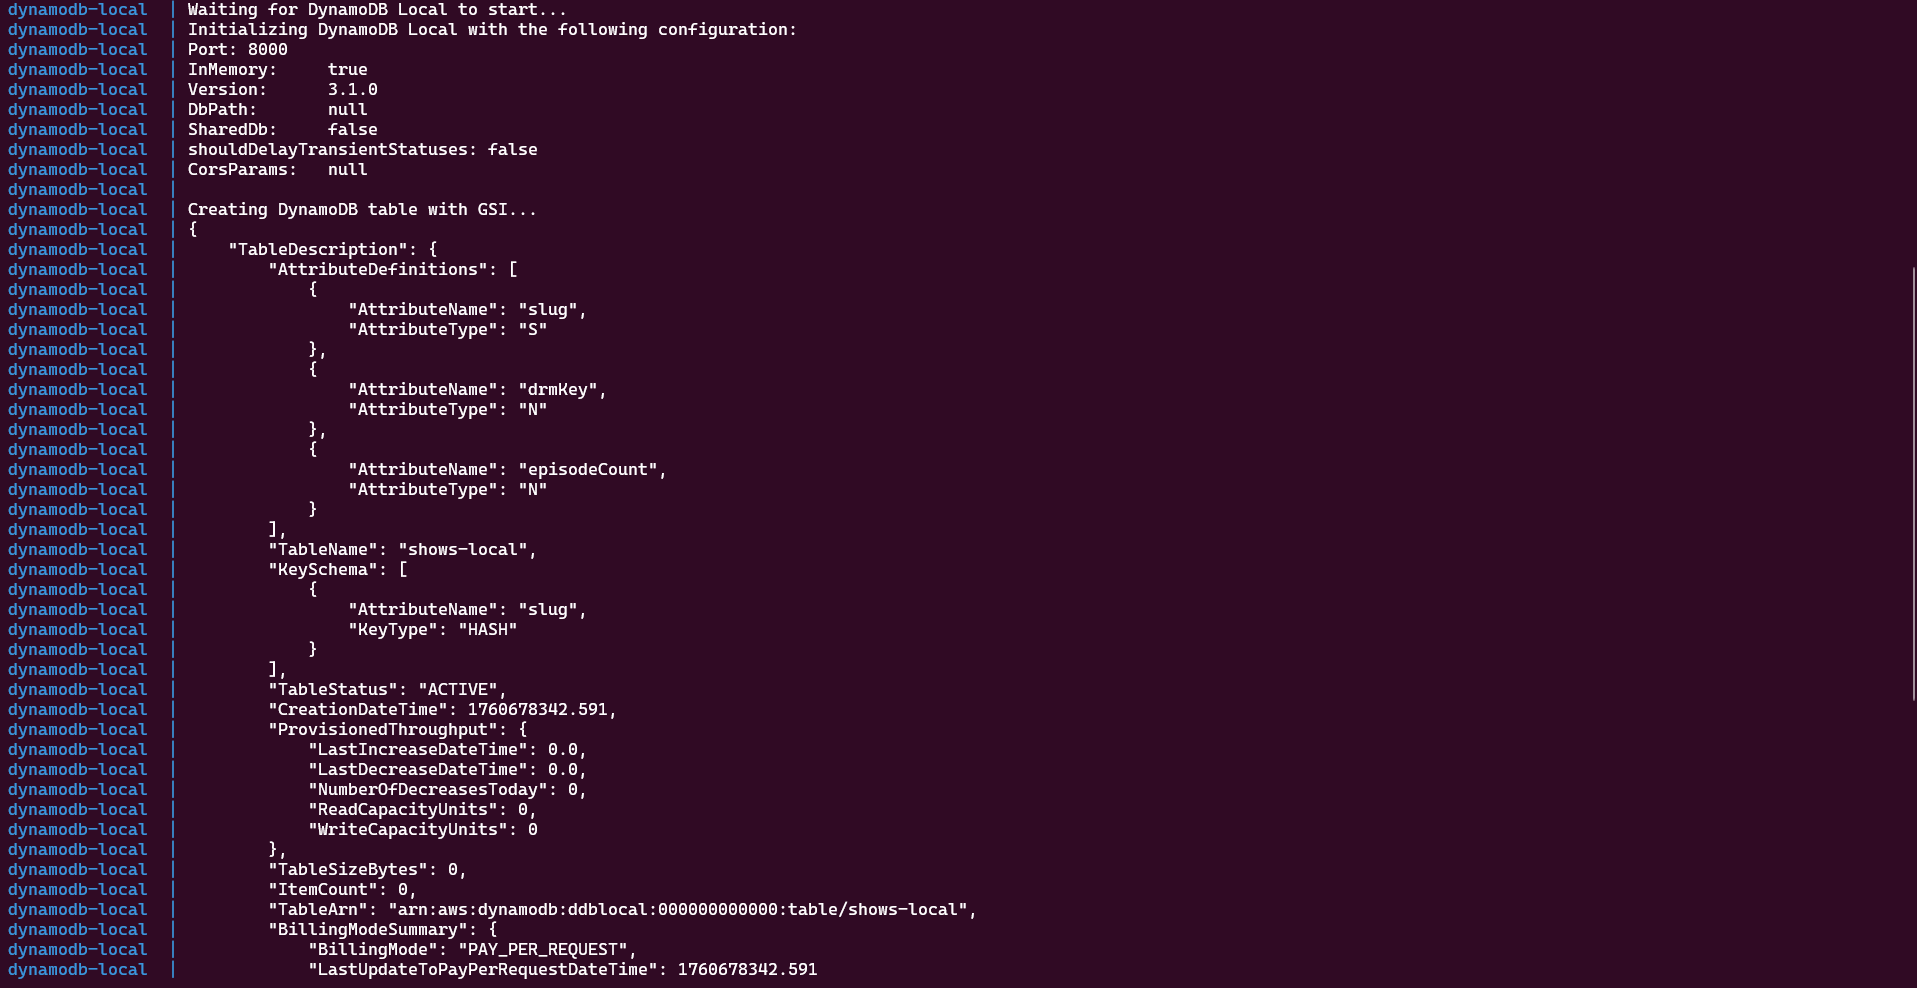 dynamodb-local  | Waiting for DynamoDB Local to start...
dynamodb-local  | Initializing DynamoDB Local with the following configuration:
dynamodb-local  | Port: 8000
dynamodb-local  | InMemory:     true
dynamodb-local  | Version:      3.1.0
dynamodb-local  | DbPath:       null
dynamodb-local  | SharedDb:     false
dynamodb-local  | shouldDelayTransientStatuses: false
dynamodb-local  | CorsParams:   null
dynamodb-local  |
dynamodb-local  | Creating DynamoDB table with GSI...
dynamodb-local  | {
dynamodb-local  |     "TableDescription": {
dynamodb-local  |         "AttributeDefinitions": [
dynamodb-local  |             {
dynamodb-local  |                 "AttributeName": "slug",
dynamodb-local  |                 "AttributeType": "S"
dynamodb-local  |             },
dynamodb-local  |             {
dynamodb-local  |                 "AttributeName": "drmKey",
dynamodb-local  |                 "AttributeType": "N"
dynamodb-local  |             },
dynamodb-local  |             {
dynamodb-local  |                 "AttributeName": "episodeCount",
dynamodb-local  |                 "AttributeType": "N"
dynamodb-local  |             }
dynamodb-local  |         ],
dynamodb-local  |         "TableName": "shows-local",
dynamodb-local  |         "KeySchema": [
dynamodb-local  |             {
dynamodb-local  |                 "AttributeName": "slug",
dynamodb-local  |                 "KeyType": "HASH"
dynamodb-local  |             }
dynamodb-local  |         ],
dynamodb-local  |         "TableStatus": "ACTIVE",
dynamodb-local  |         "CreationDateTime": 1760678342.591,
dynamodb-local  |         "ProvisionedThroughput": {
dynamodb-local  |             "LastIncreaseDateTime": 0.0,
dynamodb-local  |             "LastDecreaseDateTime": 0.0,
dynamodb-local  |             "NumberOfDecreasesToday": 0,
dynamodb-local  |             "ReadCapacityUnits": 0,
dynamodb-local  |             "WriteCapacityUnits": 0
dynamodb-local  |         },
dynamodb-local  |         "TableSizeBytes": 0,
dynamodb-local  |         "ItemCount": 0,
dynamodb-local  |         "TableArn": "arn:aws:dynamodb:ddblocal:000000000000:table/shows-local",
dynamodb-local  |         "BillingModeSummary": {
dynamodb-local  |             "BillingMode": "PAY_PER_REQUEST",
dynamodb-local  |             "LastUpdateToPayPerRequestDateTime": 1760678342.591